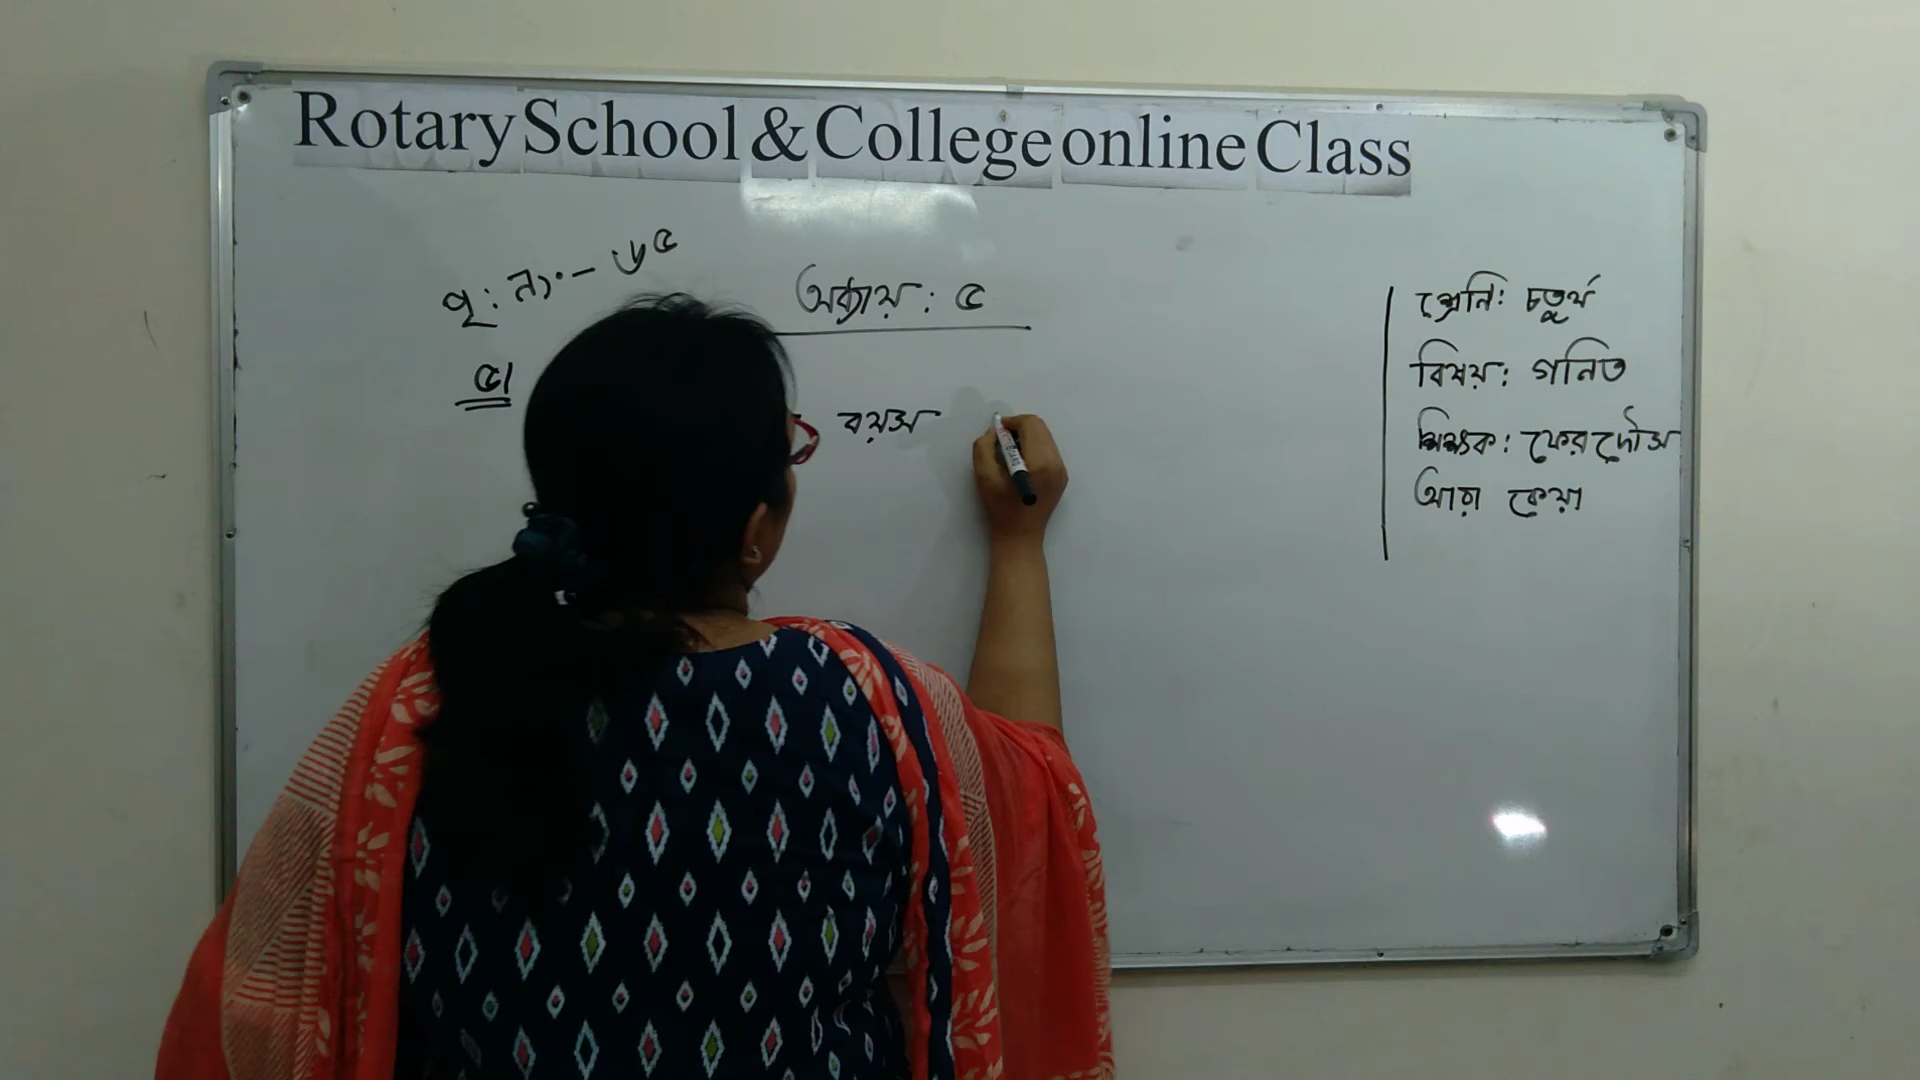 Rotary School & College online Class
পৃ: নং- ৬৫
অধ্যায়: ৫
৫।
বয়স
শ্রেনি: চতুর্থ
বিষয়: গনিত
শিক্ষক: ফেরদৌস
আরা কেয়া